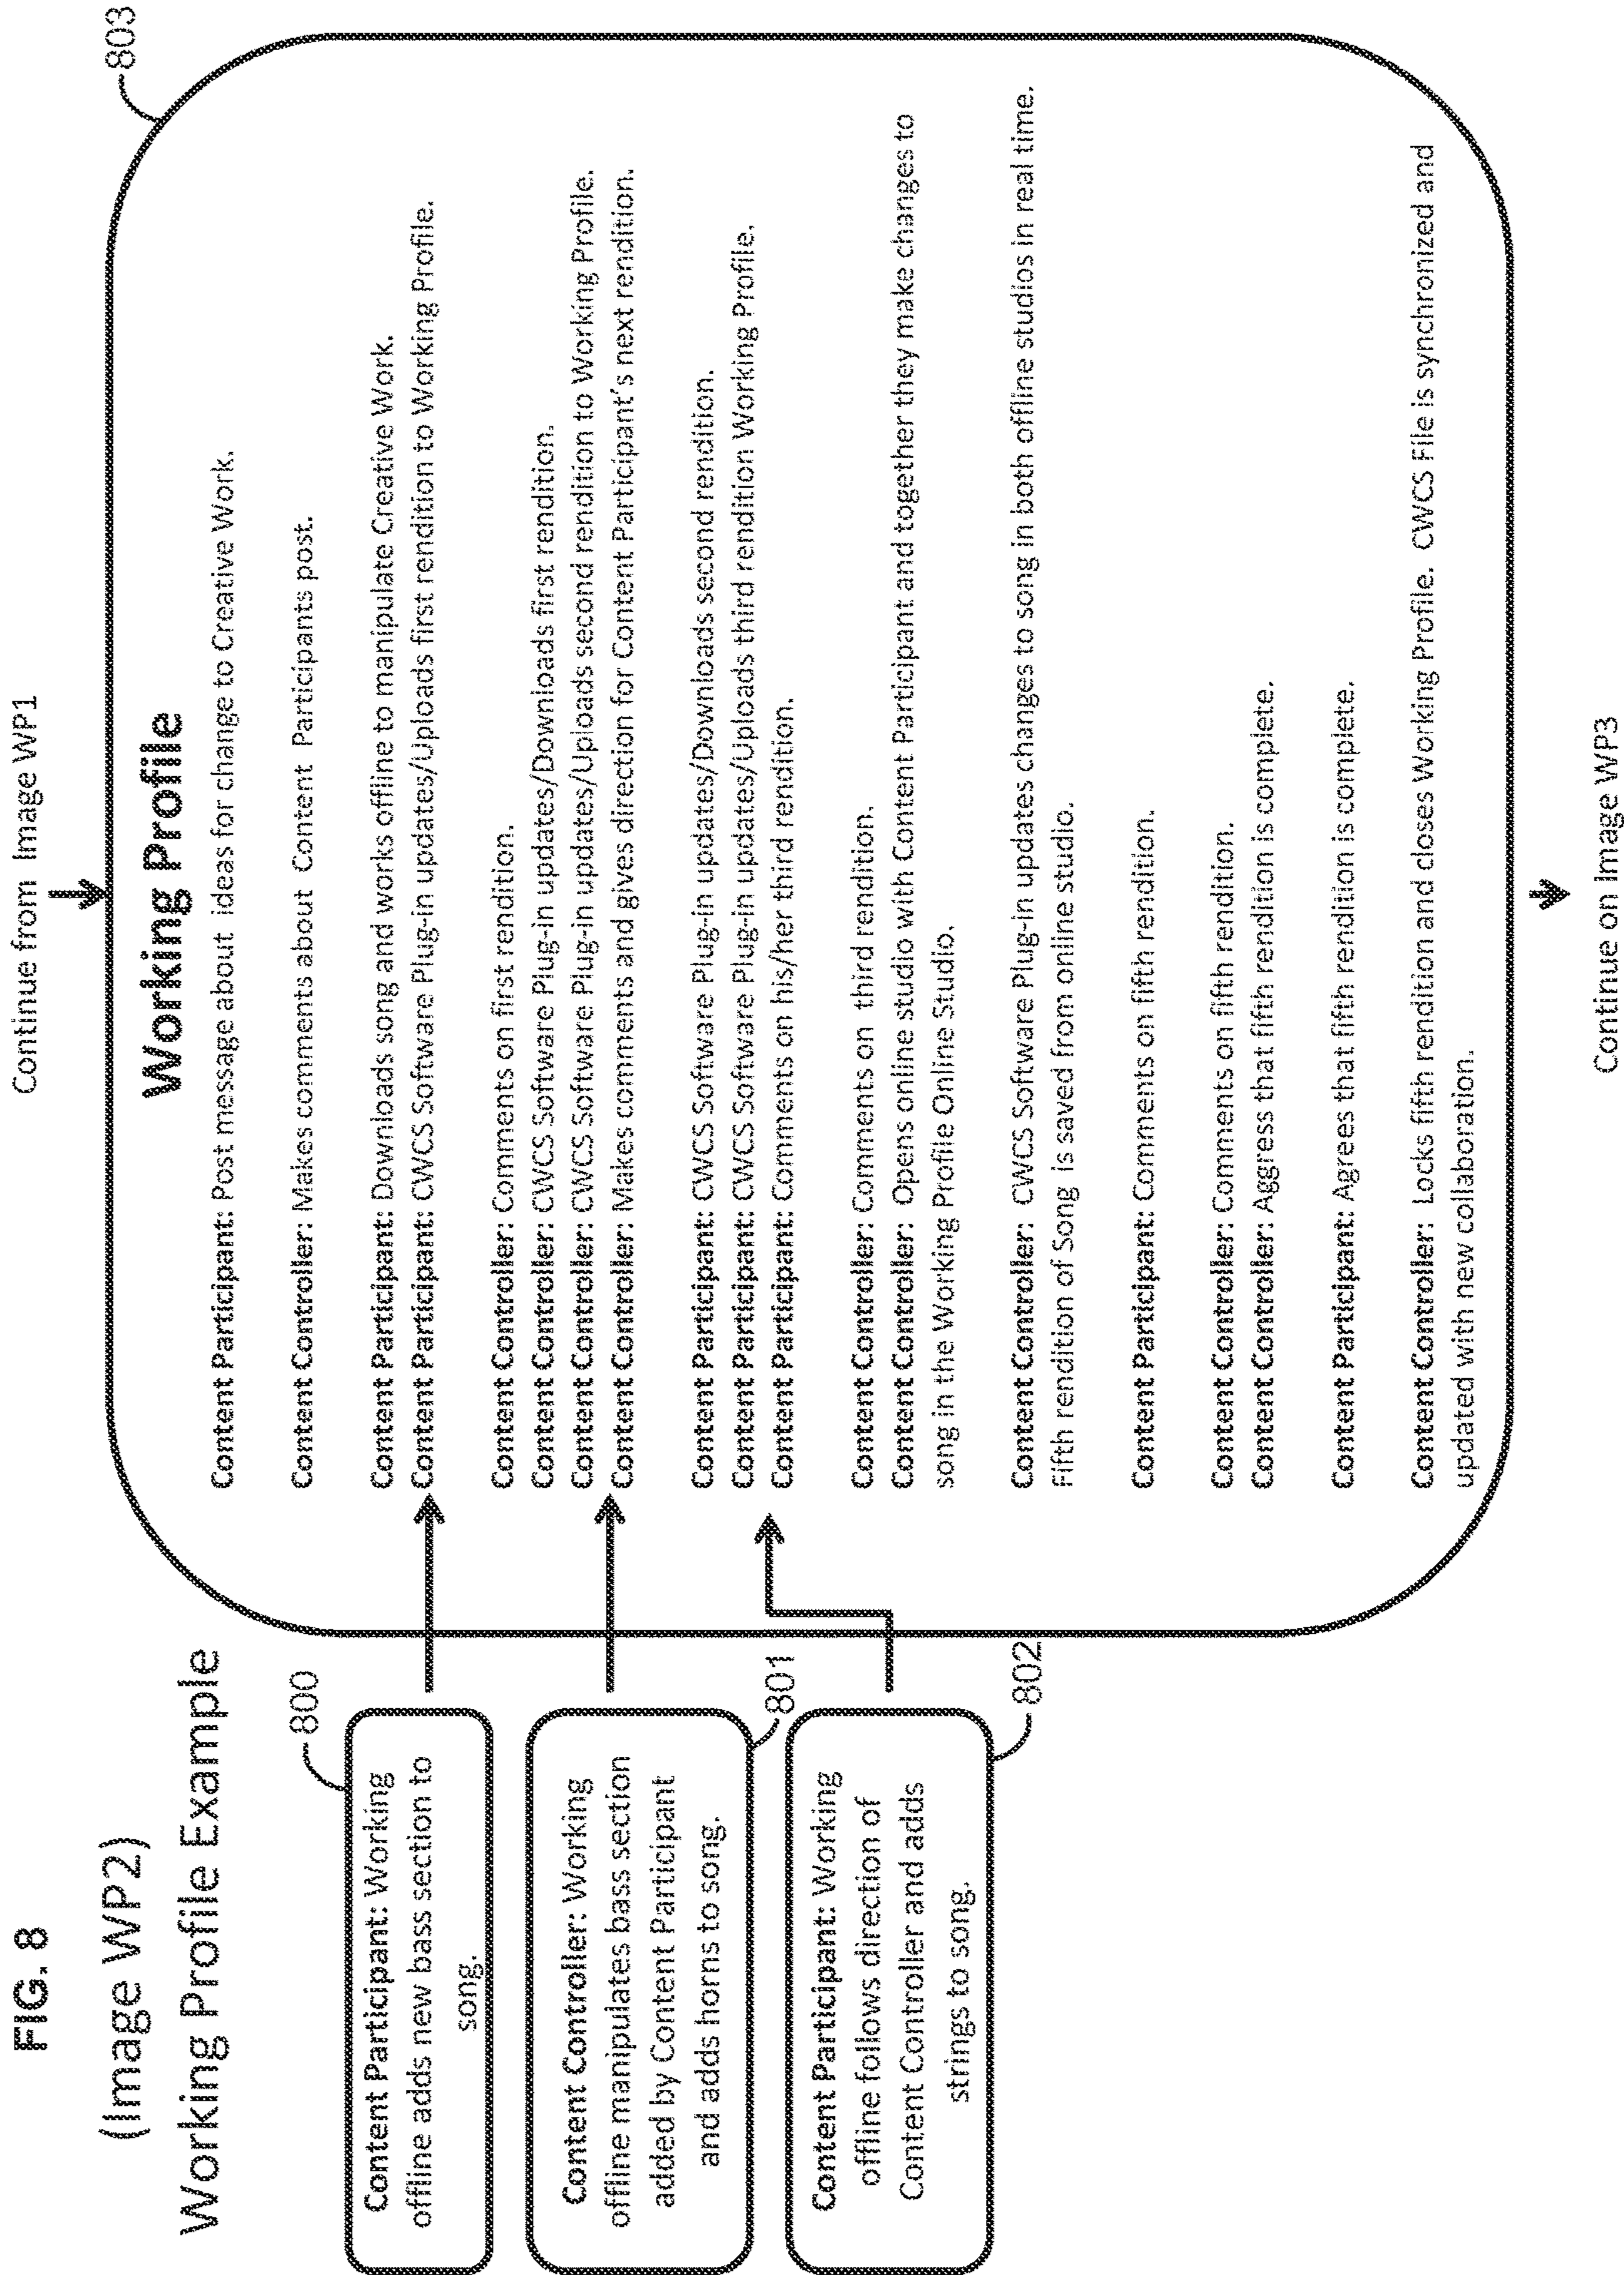 FIG. 8
(Image WP2)
Working Profile Example
Content Participant: Working
offline adds new bass section to
song.
800
Content Controller: Working
offline manipulates bass section
added by Content Participant
and adds horns to song.
801
Content Participant: Working
offline follows direction of
Content Controller and adds
strings to song.
802
Continue from Image WP1
803
Working Profile
Content Participant: Post message about ideas for change to Creative Work.
Content Controller: Makes comments about Content Participants post.
Content Participant: Downloads song and works offline to manipulate Creative Work.
Content Participant: CWCS Software Plug-in updates/Uploads first rendition to Working Profile.
Content Controller: Comments on first rendition.
Content Controller: CWCS Software Plug-in updates/Downloads first rendition.
Content Controller: CWCS Software Plug-in updates/Uploads second rendition to Working Profile.
Content Controller: Makes comments and gives direction for Content Participant's next rendition.
Content Participant: CWCS Software Plug-in updates/Downloads second rendition.
Content Participant: CWCS Software Plug-in updates/Uploads third rendition Working Profile.
Content Participant: Comments on his/her third rendition.
Content Controller: Comments on third rendition.
Content Controller: Opens online studio with Content Participant and together they make changes to
song in the Working Profile Online Studio.
Content Controller: CWCS Software Plug-in updates changes to song in both offline studios in real time.
Fifth rendition of Song is saved from online studio.
Content Participant: Comments on fifth rendition.
Content Controller: Comments on fifth rendition.
Content Controller: Aggress that fifth rendition is complete.
Content Participant: Agrees that fifth rendition is complete.
Content Controller: Locks fifth rendition and closes Working Profile. CWCS File is synchronized and
updated with new collaboration.
Continue on Image WP3